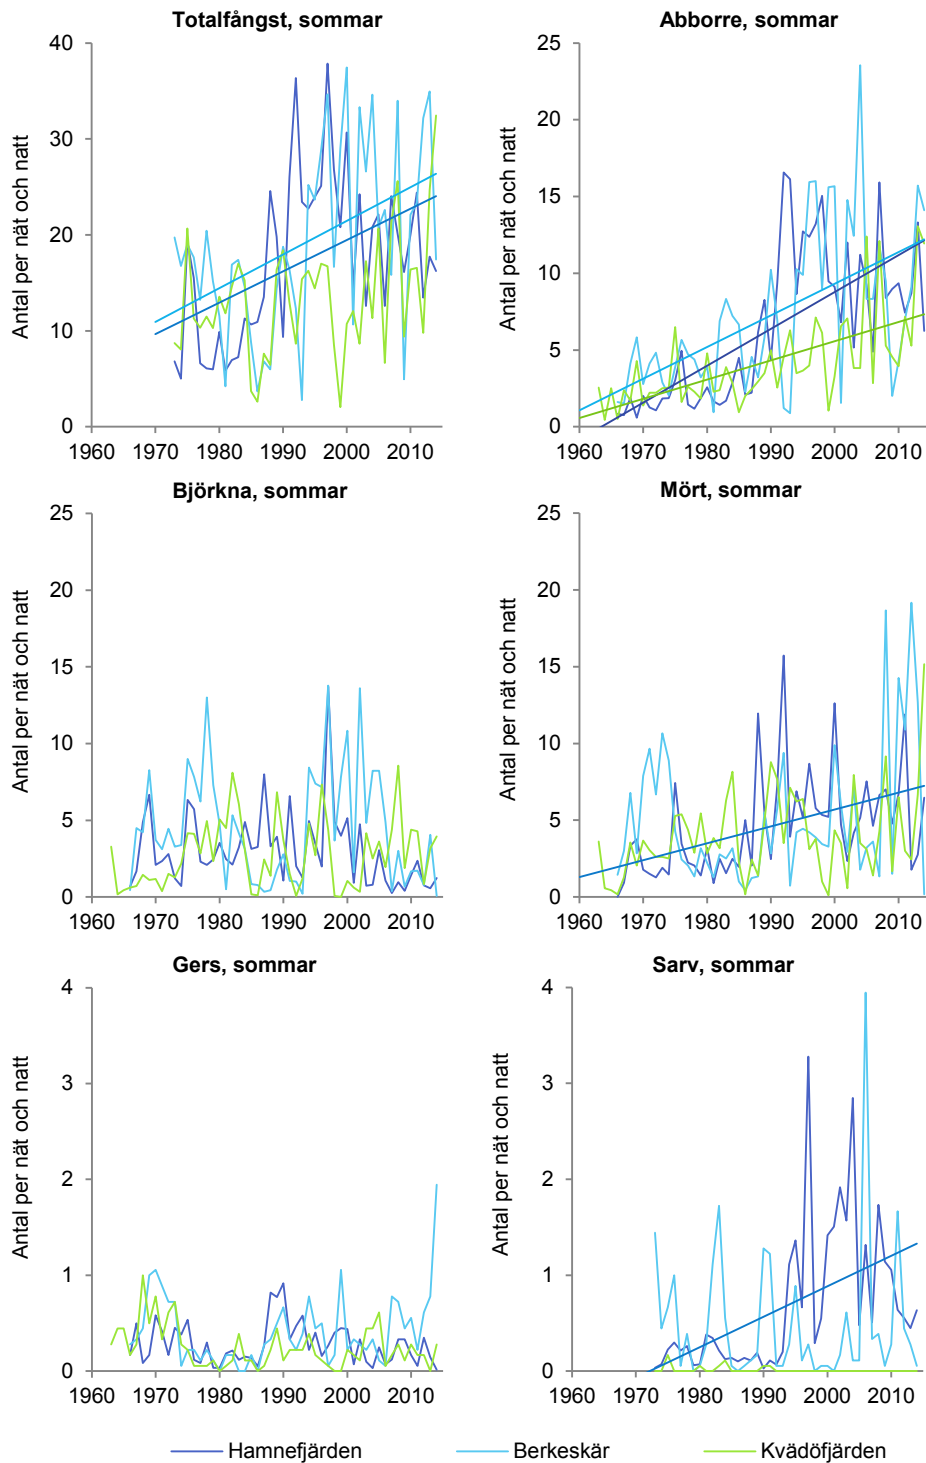 Totalfångst, sommar
Antal per nät och natt
40
30
20
10
0
1960 1970 1980 1990 2000 2010
Abborre, sommar
Antal per nät och natt
25
20
15
10
5
0
1960 1970 1980 1990 2000 2010
Björkna, sommar
Antal per nät och natt
25
20
15
10
5
0
1960 1970 1980 1990 2000 2010
Mört, sommar
Antal per nät och natt
25
20
15
10
5
0
1960 1970 1980 1990 2000 2010
Gers, sommar
Antal per nät och natt
4
3
2
1
0
1960 1970 1980 1990 2000 2010
Sarv, sommar
Antal per nät och natt
4
3
2
1
0
1960 1970 1980 1990 2000 2010
Hamnefjärden Berkeskär Kvädöfjärden